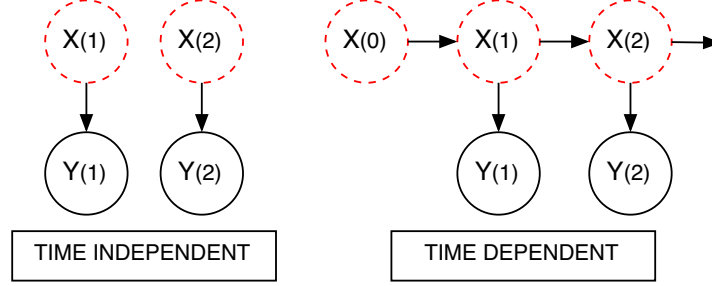 X(1) X(2) X(0) X(1) X(2)
Y(1) Y(2) Y(1) Y(2)
TIME INDEPENDENT TIME DEPENDENT